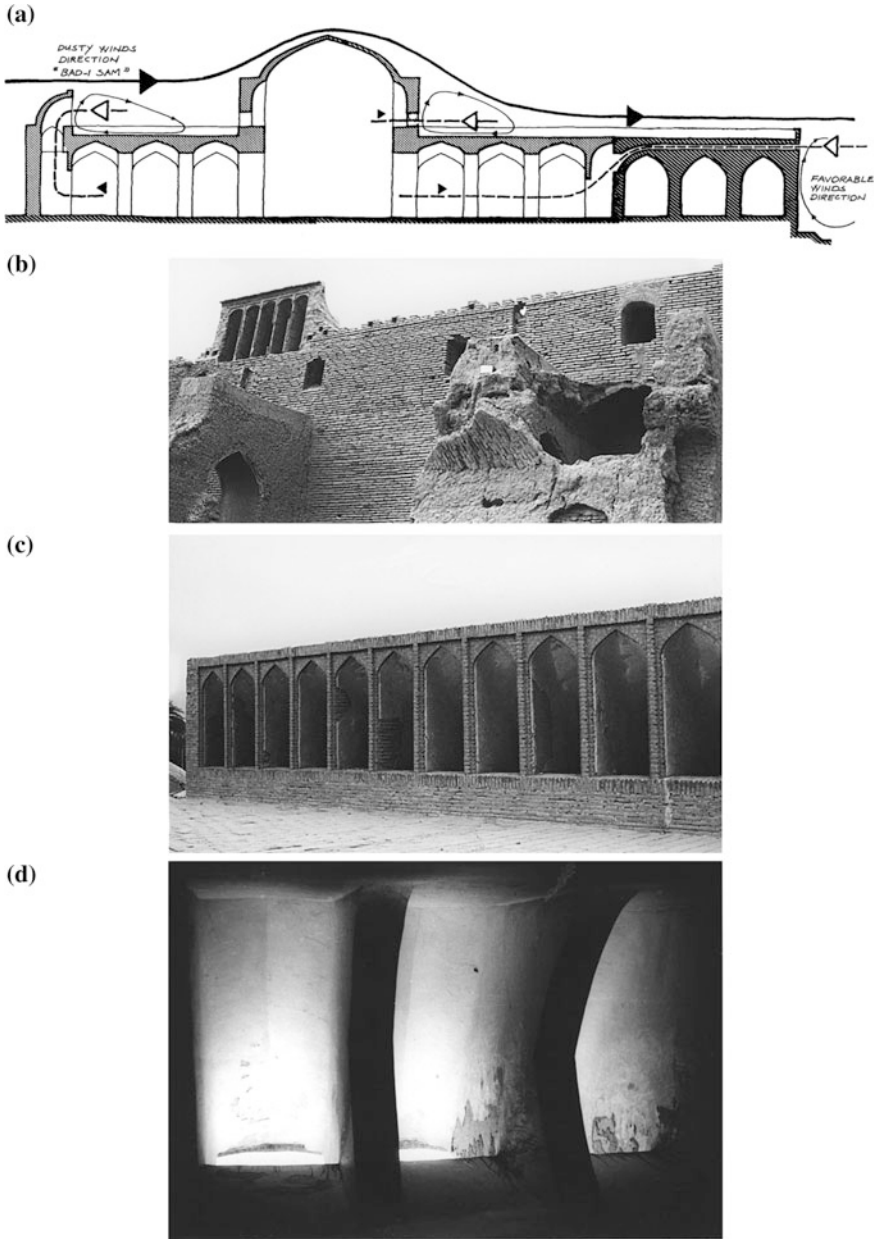 (a)
DUSTY WINDS
DIRECTION
"BAD-I SAM"
FAVORABLE
WINDS
DIRECTION
(b)
(c)
(d)